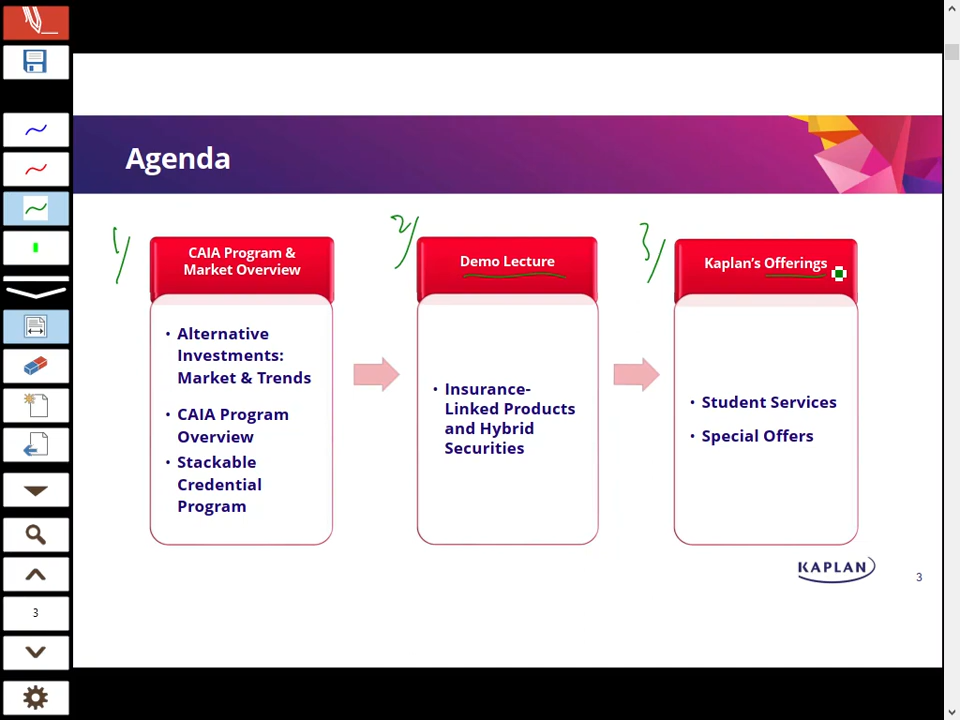 Agenda
1/
CAIA Program &
Market Overview
• Alternative
Investments:
Market & Trends
• CAIA Program
Overview
• Stackable
Credential
Program
2/
Demo Lecture
• Insurance-
Linked Products
and Hybrid
Securities
3/
Kaplan's Offerings
• Student Services
• Special Offers
KAPLAN
3
3